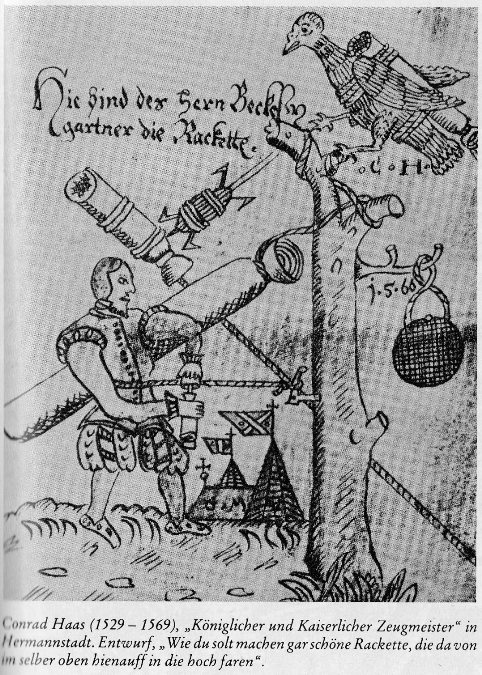 Hie sind der hern Becksſw
gartner die Rackette.
C·H·
1·5·60
M
Conrad Haas (1529 – 1569), „Königlicher und Kaiserlicher Zeugmeister“ in
Hermannstadt. Entwurf, „Wie du solt machen gar schöne Rackette, die da von
im selber oben hienauff in die hoch faren“.